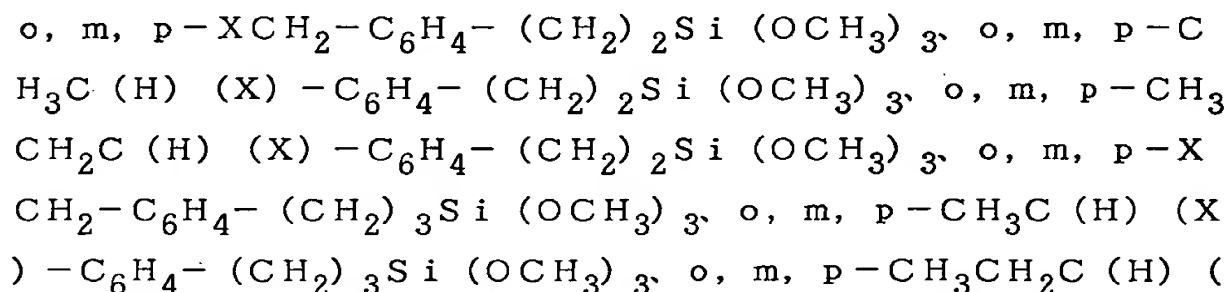 o, m, p－XCH₂－C₆H₄－ (CH₂) ₂Si (OCH₃) ₃、o, m, p－C
H₃C (H) (X) －C₆H₄－ (CH₂) ₂Si (OCH₃) ₃、o, m, p－CH₃
CH₂C (H) (X) －C₆H₄－ (CH₂) ₂Si (OCH₃) ₃、o, m, p－X
CH₂－C₆H₄－ (CH₂) ₃Si (OCH₃) ₃、o, m, p－CH₃C (H) (X
) －C₆H₄－ (CH₂) ₃Si (OCH₃) ₃、o, m, p－CH₃CH₂C (H) (